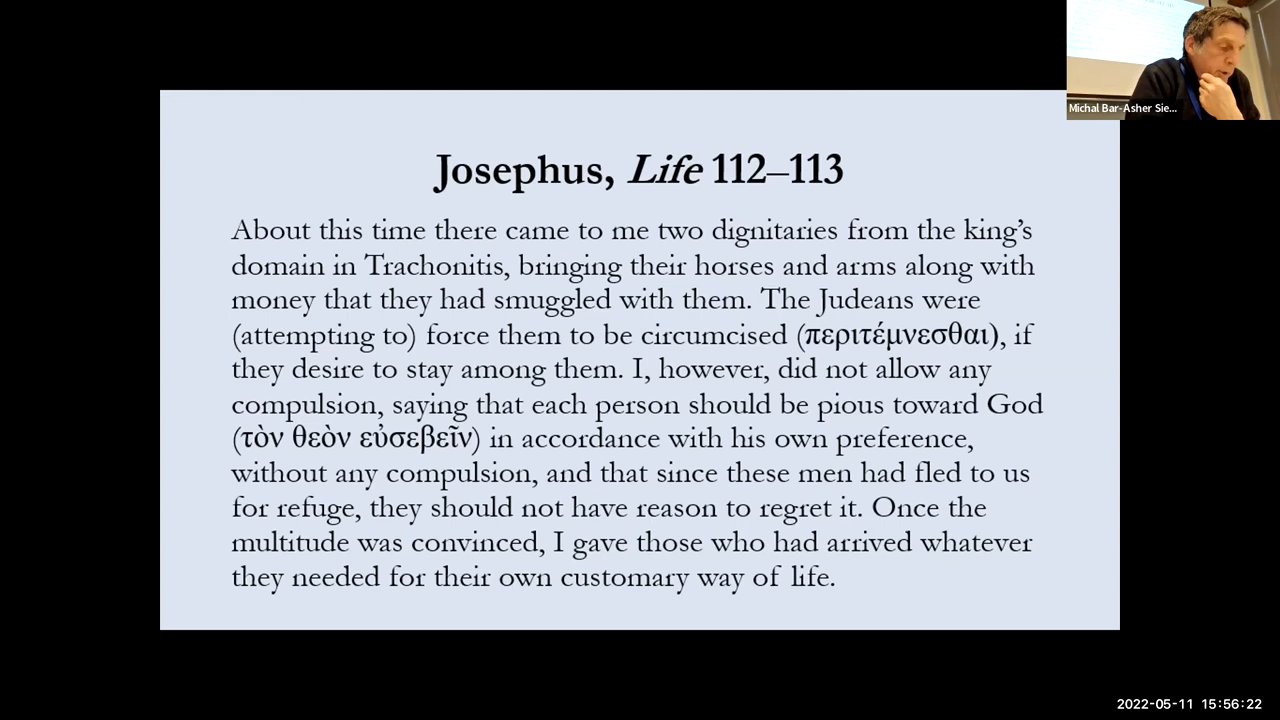 Michal Bar-Asher Sie...
Josephus, Life 112–113
About this time there came to me two dignitaries from the king’s
domain in Trachonitis, bringing their horses and arms along with
money that they had smuggled with them. The Judeans were
(attempting to) force them to be circumcised (περιτέμνεσθαι), if
they desire to stay among them. I, however, did not allow any
compulsion, saying that each person should be pious toward God
(τὸν θεὸν εὐσεβεῖν) in accordance with his own preference,
without any compulsion, and that since these men had fled to us
for refuge, they should not have reason to regret it. Once the
multitude was convinced, I gave those who had arrived whatever
they needed for their own customary way of life.
2022-05-11 15:56:22